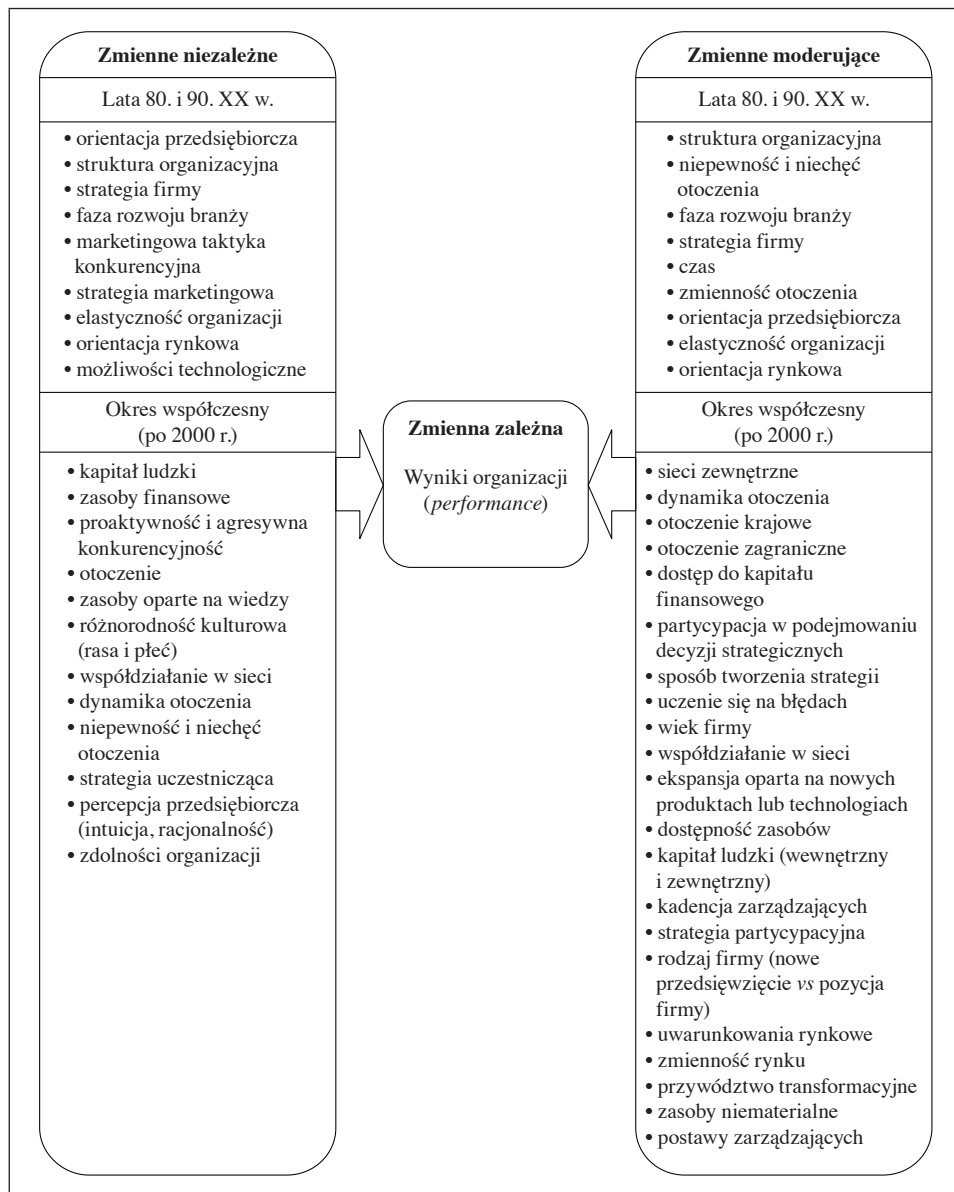 Zmienne niezależne
Lata 80. i 90. XX w.
• orientacja przedsiębiorcza
• struktura organizacyjna
• strategia firmy
• faza rozwoju branży
• marketingowa taktyka
konkurencyjna
• strategia marketingowa
• elastyczność organizacji
• orientacja rynkowa
• możliwości technologiczne
Okres współczesny
(po 2000 r.)
• kapitał ludzki
• zasoby finansowe
• proaktywność i agresywna
konkurencyjność
• otoczenie
• zasoby oparte na wiedzy
• różnorodność kulturowa
(rasa i płeć)
• współdziałanie w sieci
• dynamika otoczenia
• niepewność i niechęć
otoczenia
• strategia uczestnicząca
• percepcja przedsiębiorcza
(intuicja, racjonalność)
• zdolności organizacji
Zmienna zależna
Wyniki organizacji
(performance)
Zmienne moderujące
Lata 80. i 90. XX w.
• struktura organizacyjna
• niepewność i niechęć
otoczenia
• faza rozwoju branży
• strategia firmy
• czas
• zmienność otoczenia
• orientacja przedsiębiorcza
• elastyczność organizacji
• orientacja rynkowa
Okres współczesny
(po 2000 r.)
• sieci zewnętrzne
• dynamika otoczenia
• otoczenie krajowe
• otoczenie zagraniczne
• dostęp do kapitału
finansowego
• partycypacja w podejmowaniu
decyzji strategicznych
• sposób tworzenia strategii
• uczenie się na błędach
• wiek firmy
• współdziałanie w sieci
• ekspansja oparta na nowych
produktach lub technologiach
• dostępność zasobów
• kapitał ludzki (wewnętrzny
i zewnętrzny)
• kadencja zarządzających
• strategia partycypacyjna
• rodzaj firmy (nowe
przedsięwzięcie vs pozycja
firmy)
• uwarunkowania rynkowe
• zmienność rynku
• przywództwo transformacyjne
• zasoby niematerialne
• postawy zarządzających